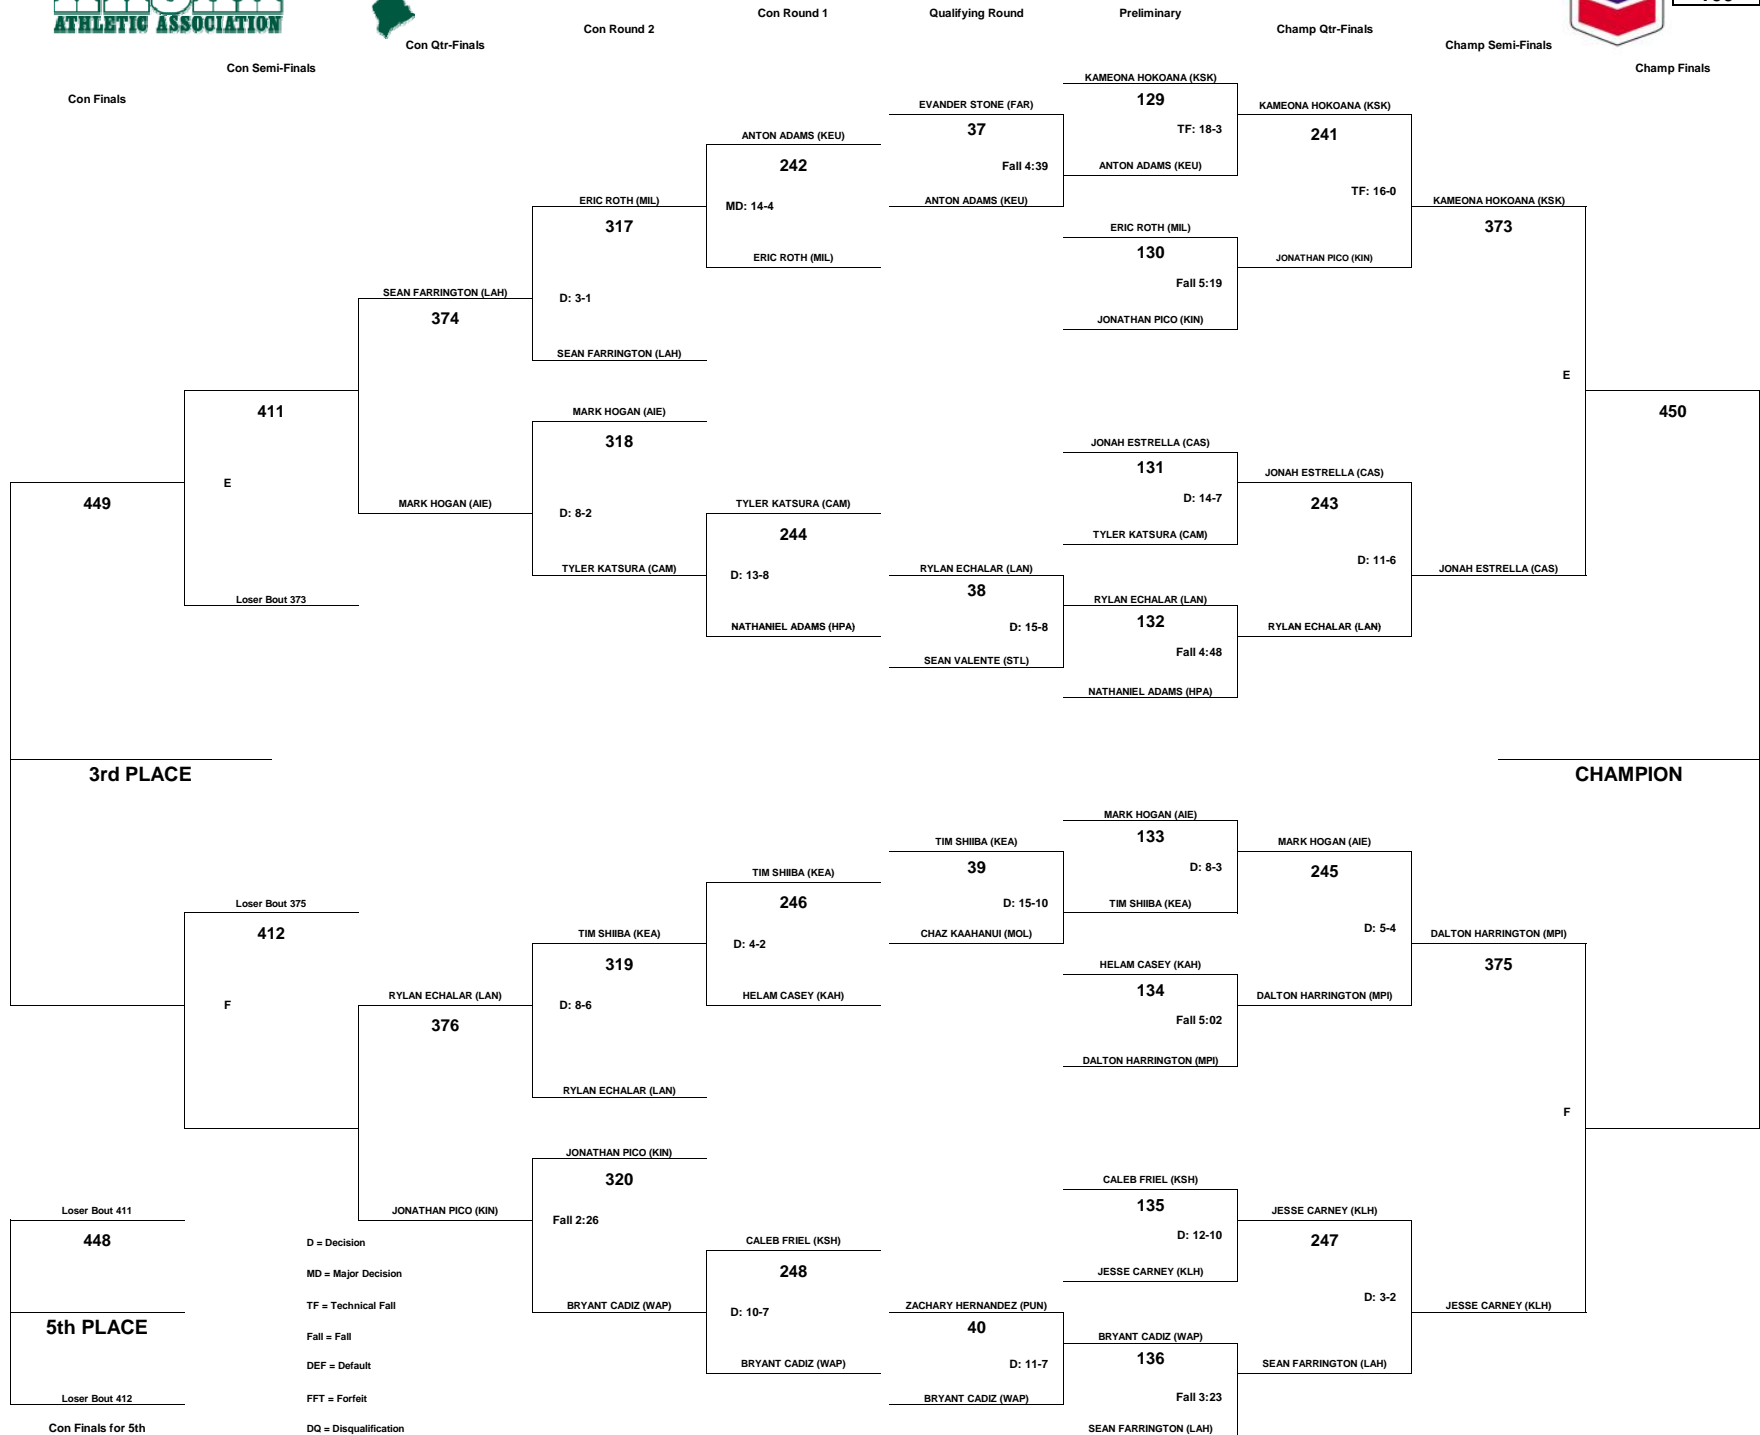 ATHLETIC ASSOCIATION
Con Finals
Con Semi-Finals
Con Qtr-Finals
Con Round 2
Con Round 1
Qualifying Round
Preliminary
Champ Qtr-Finals
Champ Semi-Finals
Champ Finals
KAMEONA HOKOANA (KSK)
129
TF: 18-3
ANTON ADAMS (KEU)
EVANDER STONE (FAR)
37
Fall 4:39
ANTON ADAMS (KEU)
KAMEONA HOKOANA (KSK)
241
TF: 16-0
JONATHAN PICO (KIN)
ANTON ADAMS (KEU)
242
MD: 14-4
ERIC ROTH (MIL)
ERIC ROTH (MIL)
317
D: 3-1
SEAN FARRINGTON (LAH)
ERIC ROTH (MIL)
130
Fall 5:19
JONATHAN PICO (KIN)
KAMEONA HOKOANA (KSK)
373
E
JONAH ESTRELLA (CAS)
SEAN FARRINGTON (LAH)
374
MARK HOGAN (AIE)
411
E
Loser Bout 373
MARK HOGAN (AIE)
318
D: 8-2
TYLER KATSURA (CAM)
450
JONAH ESTRELLA (CAS)
131
D: 14-7
TYLER KATSURA (CAM)
JONAH ESTRELLA (CAS)
243
D: 11-6
RYLAN ECHALAR (LAN)
449
TYLER KATSURA (CAM)
244
D: 13-8
NATHANIEL ADAMS (HPA)
RYLAN ECHALAR (LAN)
38
D: 15-8
SEAN VALENTE (STL)
RYLAN ECHALAR (LAN)
132
Fall 4:48
NATHANIEL ADAMS (HPA)
3rd PLACE
CHAMPION
MARK HOGAN (AIE)
133
D: 8-3
TIM SHIIBA (KEA)
TIM SHIIBA (KEA)
39
D: 15-10
CHAZ KAAHANUI (MOL)
MARK HOGAN (AIE)
245
D: 5-4
DALTON HARRINGTON (MPI)
TIM SHIIBA (KEA)
246
D: 4-2
HELAM CASEY (KAH)
Loser Bout 375
412
F
TIM SHIIBA (KEA)
319
D: 8-6
RYLAN ECHALAR (LAN)
DALTON HARRINGTON (MPI)
375
F
JESSE CARNEY (KLH)
HELAM CASEY (KAH)
134
Fall 5:02
DALTON HARRINGTON (MPI)
RYLAN ECHALAR (LAN)
376
JONATHAN PICO (KIN)
JONATHAN PICO (KIN)
320
Fall 2:26
BRYANT CADIZ (WAP)
CALEB FRIEL (KSH)
135
D: 12-10
JESSE CARNEY (KLH)
JESSE CARNEY (KLH)
247
D: 3-2
SEAN FARRINGTON (LAH)
CALEB FRIEL (KSH)
248
D: 10-7
BRYANT CADIZ (WAP)
ZACHARY HERNANDEZ (PUN)
40
D: 11-7
BRYANT CADIZ (WAP)
BRYANT CADIZ (WAP)
136
Fall 3:23
SEAN FARRINGTON (LAH)
Loser Bout 411
448
5th PLACE
Loser Bout 412
Con Finals for 5th
D = Decision
MD = Major Decision
TF = Technical Fall
Fall = Fall
DEF = Default
FFT = Forfeit
DQ = Disqualification